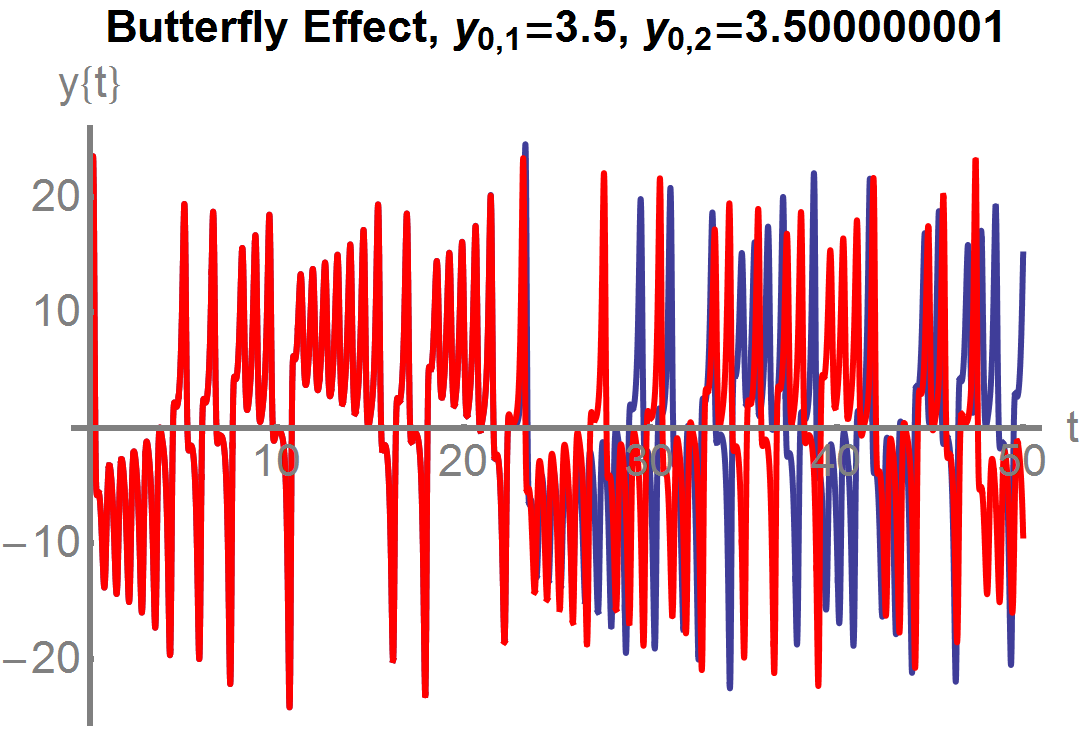 Butterfly Effect, y₀,₁=3.5, y₀,₂=3.500000001
y{t}
20
10
10 20 30 40 50 t
−10
−20